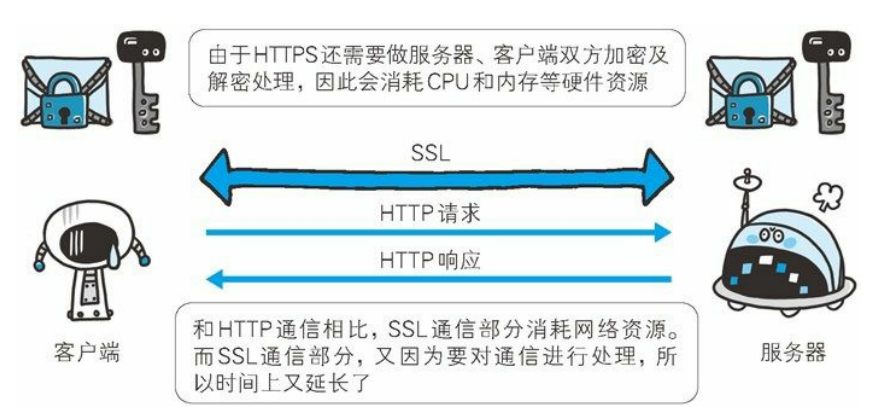 由于HTTPS还需要做服务器、客户端双方加密及
解密处理，因此会消耗CPU和内存等硬件资源
SSL
HTTP请求
HTTP响应
客户端
服务器
和HTTP通信相比，SSL通信部分消耗网络资源。
而SSL通信部分，又因为要对通信进行处理，所
以时间上又延长了